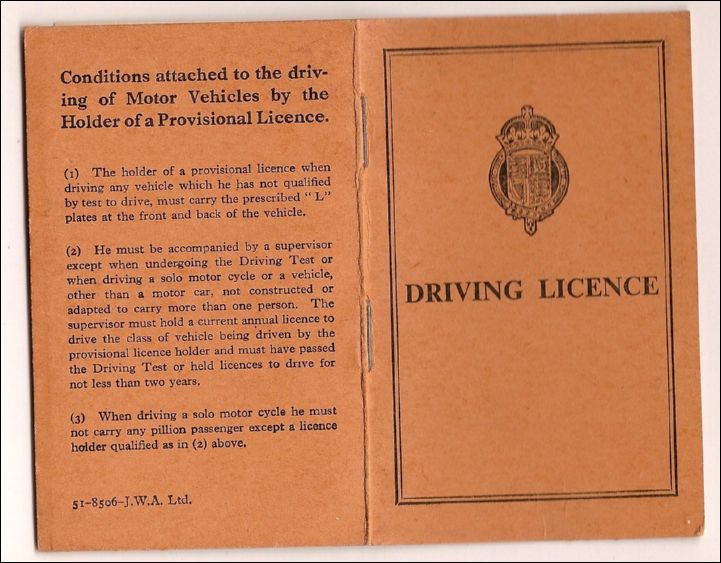 Conditions attached to the driv-
ing of Motor Vehicles by the
Holder of a Provisional Licence.
(1) The holder of a provisional licence when
driving any vehicle which he has not qualified
by test to drive, must carry the prescribed "L"
plates at the front and back of the vehicle.
(2) He must be accompanied by a supervisor
except when undergoing the Driving Test or
when driving a solo motor cycle or a vehicle,
other than a motor car, not constructed or
adapted to carry more than one person. The
supervisor must hold a current annual licence to
drive the class of vehicle being driven by the
provisional licence holder and must have passed
the Driving Test or held licences to drive for
not less than two years.
(3) When driving a solo motor cycle he must
not carry any pillion passenger except a licence
holder qualified as in (2) above.
51-8506-J.W.A. Ltd.
DRIVING LICENCE